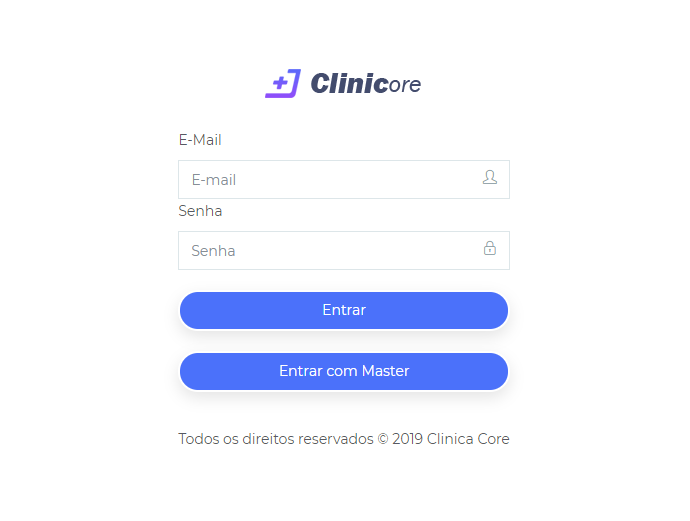 Clinicore
E-Mail
E-mail
Senha
Senha
Entrar
Entrar com Master
Todos os direitos reservados © 2019 Clinica Core